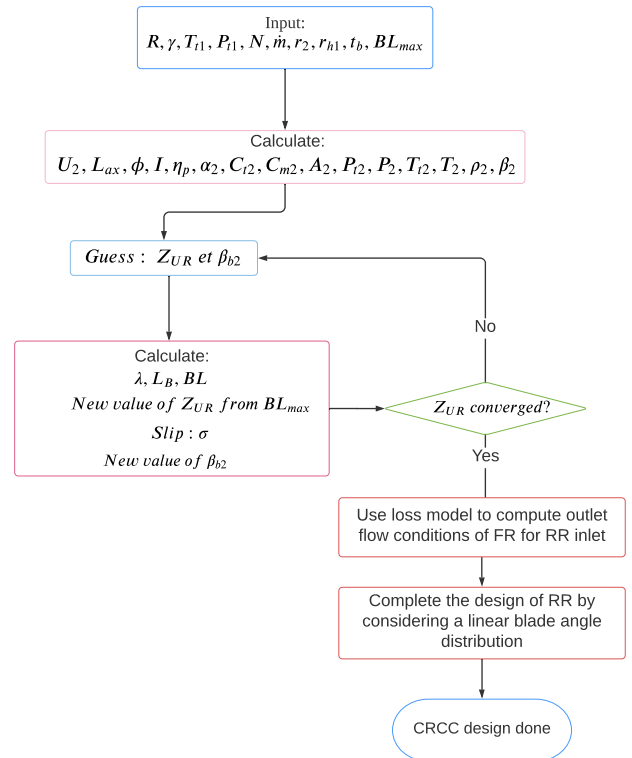 Input:
R, γ, T_{t1}, P_{t1}, N, ṁ, r_2, r_{h1}, t_b, BL_{max}
Calculate:
U_2, L_{ax}, ϕ, I, η_p, α_2, C_{t2}, C_{m2}, A_2, P_{t2}, P_2, T_{t2}, T_2, ρ_2, β_2
Guess : Z_{UR} et β_{b2}
Calculate:
λ, L_B, BL
New value of Z_{UR} from BL_{max}
Slip : σ
New value of β_{b2}
No
Z_{UR} converged?
Yes
Use loss model to compute outlet
flow conditions of FR for RR inlet
Complete the design of RR by
considering a linear blade angle
distribution
CRCC design done